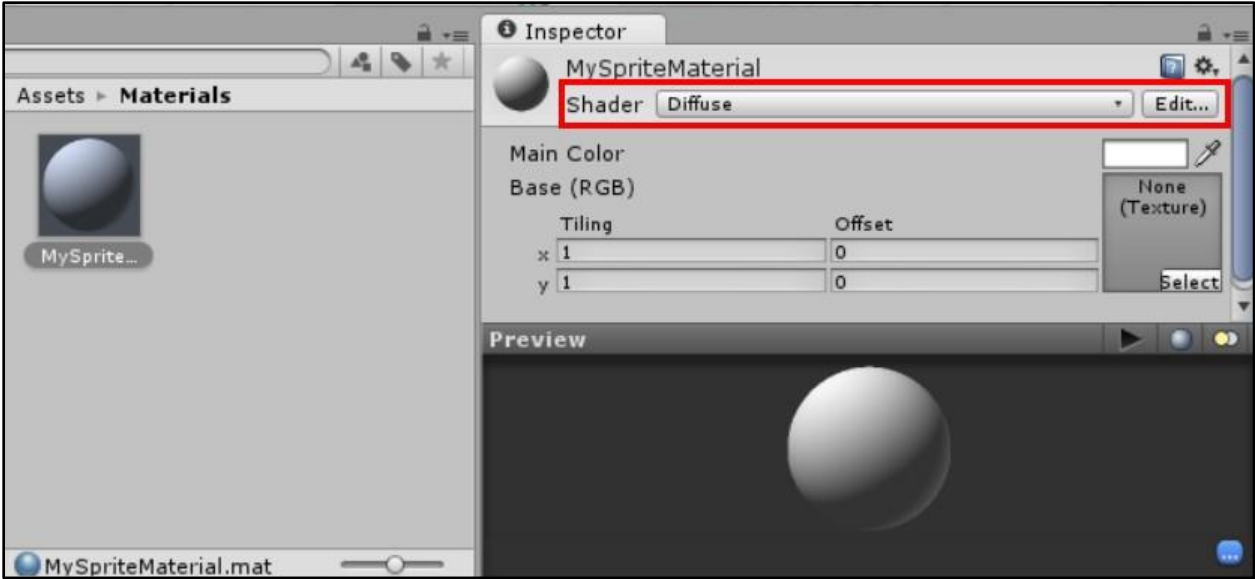 Assets ▸ Materials
MySprite...
MySpriteMaterial.mat
Inspector
MySpriteMaterial
Shader Diffuse Edit...
Main Color
Base (RGB)
None
(Texture)
Tiling Offset
x 1 0
y 1 0
Select
Preview